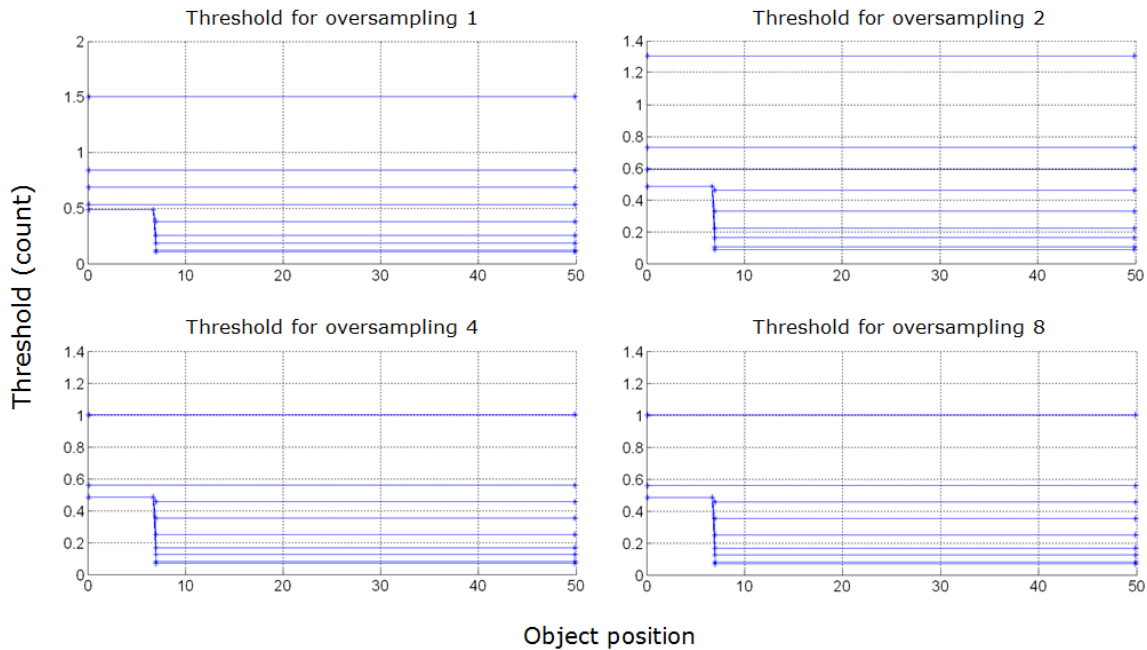 Threshold for oversampling 1
2
1.5
1
0.5
0
0 10 20 30 40 50
Threshold for oversampling 2
1.4
1.2
1
0.8
0.6
0.4
0.2
0
0 10 20 30 40 50
Threshold (count)
Threshold for oversampling 4
1.4
1.2
1
0.8
0.6
0.4
0.2
0
0 10 20 30 40 50
Threshold for oversampling 8
1.4
1.2
1
0.8
0.6
0.4
0.2
0
0 10 20 30 40 50
Object position